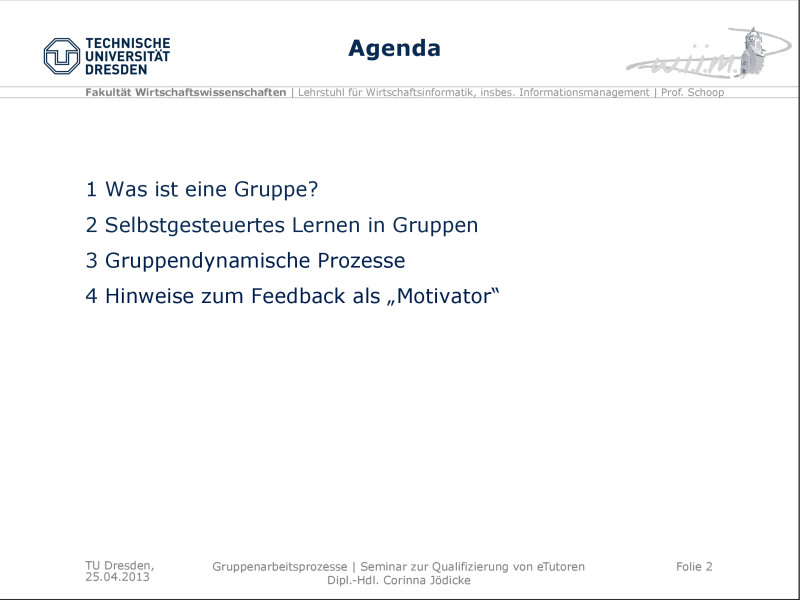 TECHNISCHE
UNIVERSITÄT
DRESDEN
Agenda
w.i.i.m.
Fakultät Wirtschaftswissenschaften | Lehrstuhl für Wirtschaftsinformatik, insbes. Informationsmanagement | Prof. Schoop
1 Was ist eine Gruppe?
2 Selbstgesteuertes Lernen in Gruppen
3 Gruppendynamische Prozesse
4 Hinweise zum Feedback als „Motivator“
TU Dresden,
25.04.2013
Gruppenarbeitsprozesse | Seminar zur Qualifizierung von eTutoren
Dipl.-Hdl. Corinna Jödicke
Folie 2